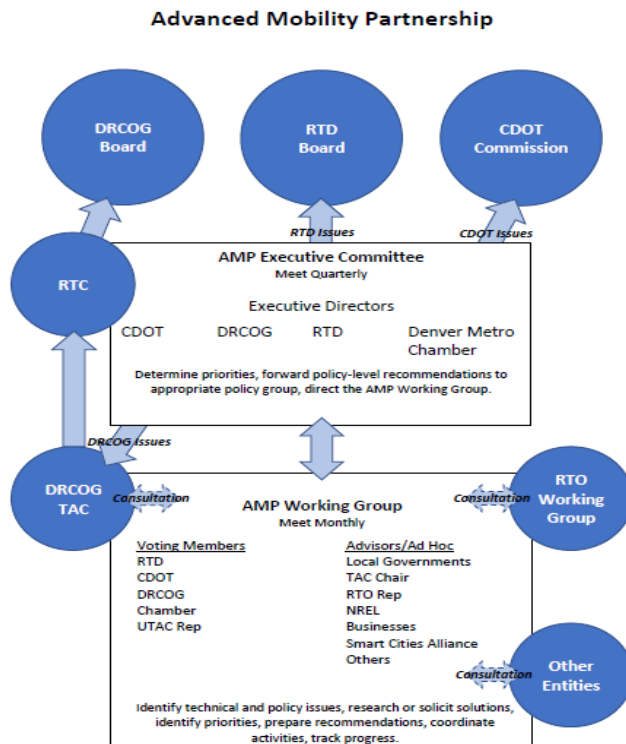 Advanced Mobility Partnership
DRCOG
Board
RTD
Board
CDOT
Commission
RTD Issues
CDOT Issues
RTC
AMP Executive Committee
Meet Quarterly
Executive Directors
CDOT DRCOG RTD Denver Metro
Chamber
Determine priorities, forward policy-level recommendations to
appropriate policy group, direct the AMP Working Group.
DRCOG Issues
DRCOG
TAC
Consultation
AMP Working Group
Meet Monthly
Consultation
RTO
Working
Group
Voting Members
RTD
CDOT
DRCOG
Chamber
UTAC Rep
Advisors/Ad Hoc
Local Governments
TAC Chair
RTO Rep
NREL
Businesses
Smart Cities Alliance
Others
Consultation
Other
Entities
Identify technical and policy issues, research or solicit solutions,
identify priorities, prepare recommendations, coordinate
activities, track progress.